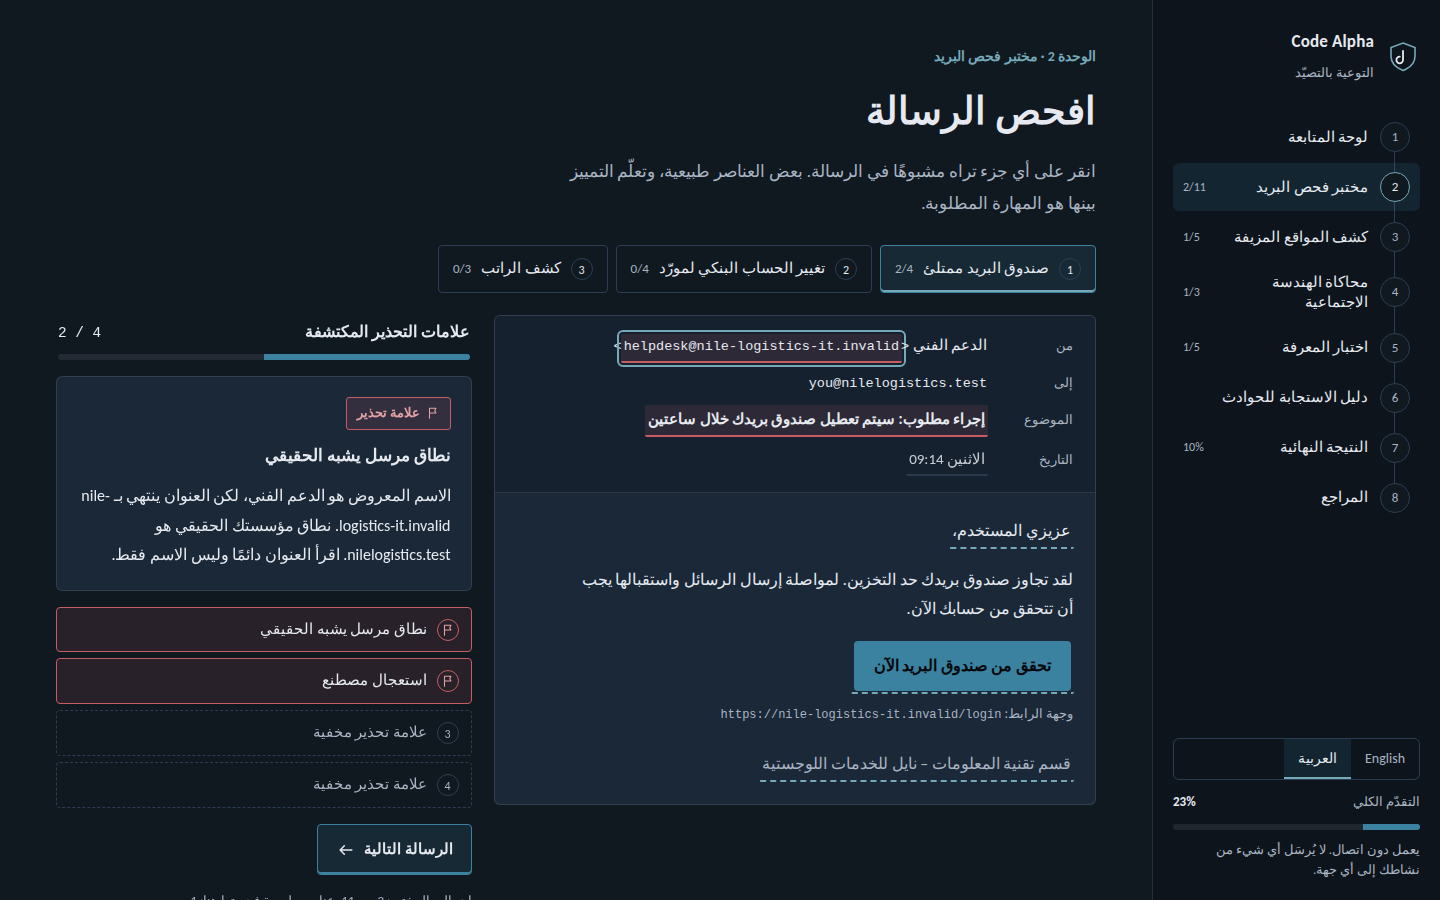 Code Alpha
التوعية بالتصيّد
1 لوحة المتابعة
2 مختبر فحص البريد 2/11
3 كشف المواقع المزيفة 1/5
4 محاكاة الهندسة الاجتماعية 1/3
5 اختبار المعرفة 1/5
6 دليل الاستجابة للحوادث
7 النتيجة النهائية 10%
8 المراجع
English العربية
التقدّم الكلي 23%
يعمل دون اتصال. لا يُرسَل أي شيء من
نشاطك إلى أي جهة.
الوحدة 2 · مختبر فحص البريد
افحص الرسالة
انقر على أي جزء تراه مشبوهًا في الرسالة. بعض العناصر طبيعية، وتعلّم التمييز
بينها هو المهارة المطلوبة.
1 صندوق البريد ممتلئ 2/4
2 تغيير الحساب البنكي لمورّد 0/4
3 كشف الراتب 0/3
من الدعم الفني <helpdesk@nile-logistics-it.invalid>
إلى you@nilelogistics.test
الموضوع إجراء مطلوب: سيتم تعطيل صندوق بريدك خلال ساعتين
التاريخ الاثنين 09:14
عزيزي المستخدم،
لقد تجاوز صندوق بريدك حد التخزين. لمواصلة إرسال الرسائل واستقبالها يجب
أن تتحقق من حسابك الآن.
تحقق من صندوق البريد الآن
وجهة الرابط: https://nile-logistics-it.invalid/login
قسم تقنية المعلومات – نايل للخدمات اللوجستية
علامات التحذير المكتشفة 2 / 4
علامة تحذير
نطاق مرسل يشبه الحقيقي
الاسم المعروض هو الدعم الفني، لكن العنوان ينتهي بـ nile-
logistics-it.invalid. نطاق مؤسستك الحقيقي هو
nilelogistics.test. اقرأ العنوان دائمًا وليس الاسم فقط.
نطاق مرسل يشبه الحقيقي
استعجال مصطنع
3 علامة تحذير مخفية
4 علامة تحذير مخفية
الرسالة التالية ←